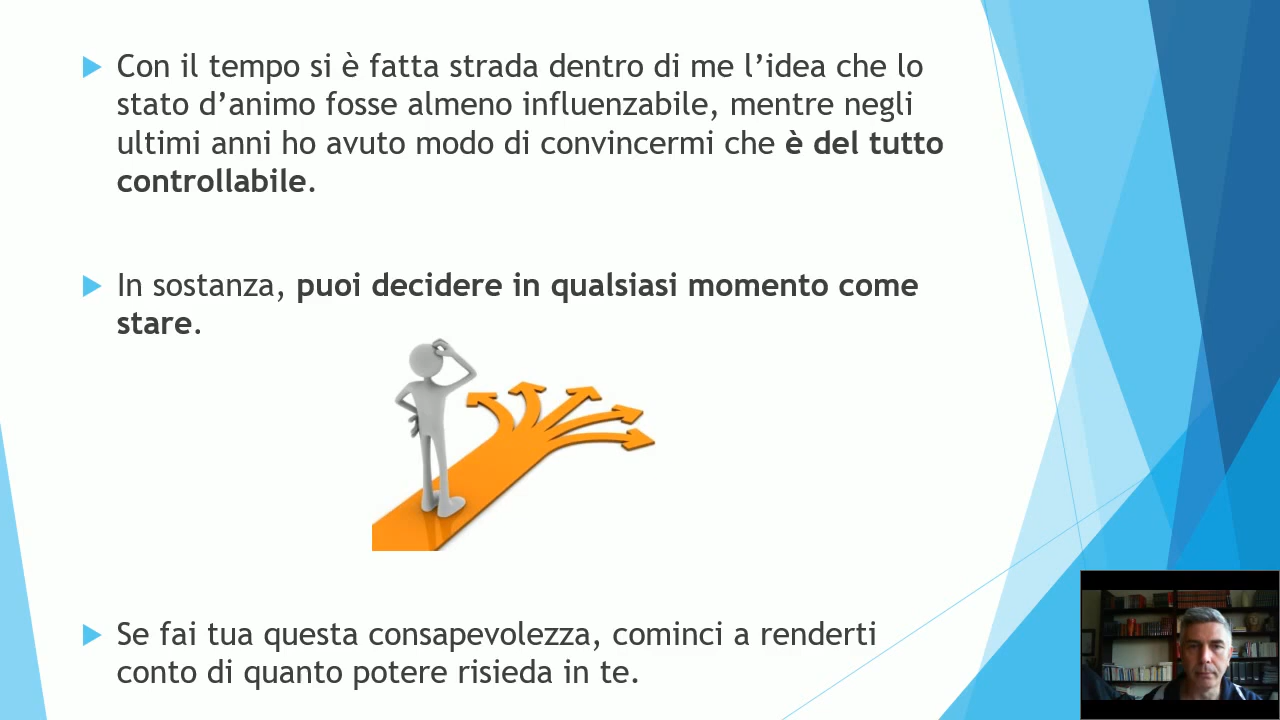 Con il tempo si è fatta strada dentro di me l’idea che lo
stato d’animo fosse almeno influenzabile, mentre negli
ultimi anni ho avuto modo di convincermi che è del tutto
controllabile.
In sostanza, puoi decidere in qualsiasi momento come
stare.
Se fai tua questa consapevolezza, cominci a renderti
conto di quanto potere risieda in te.